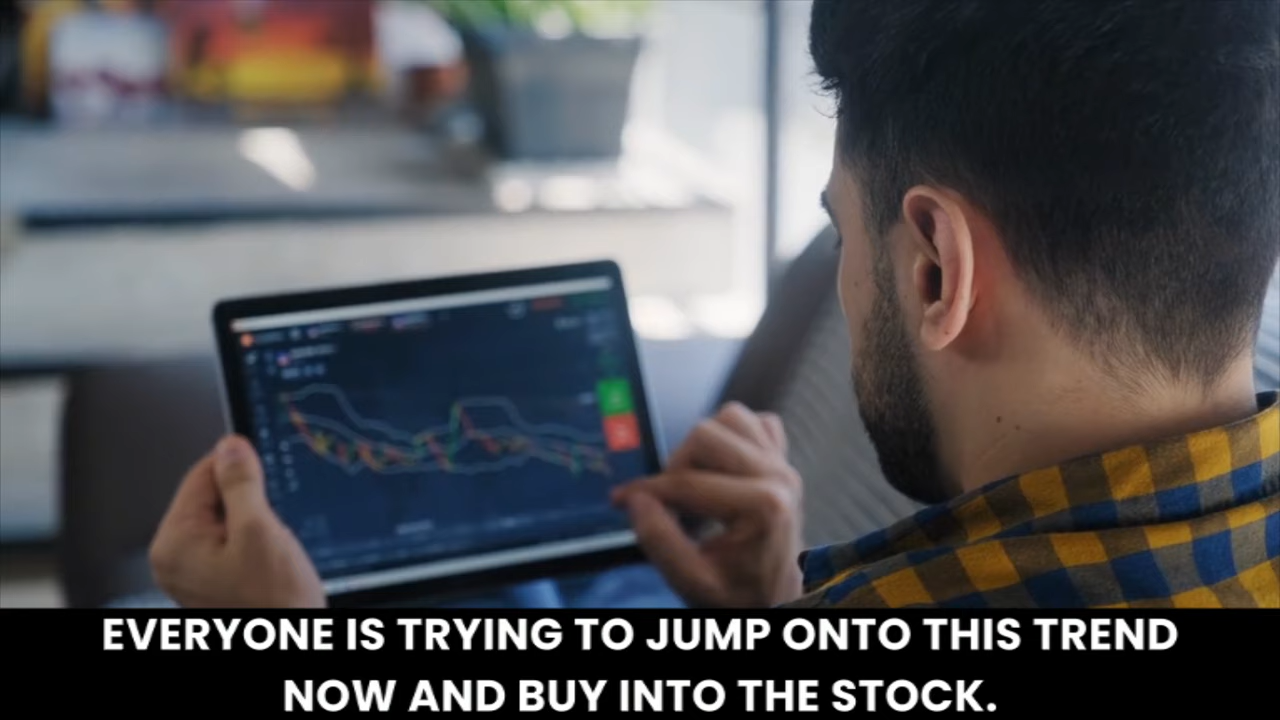 EVERYONE IS TRYING TO JUMP ONTO THIS TREND
NOW AND BUY INTO THE STOCK.